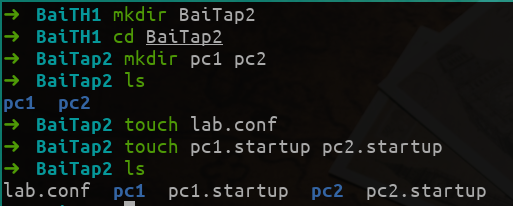 ➜ BaiTH1 mkdir BaiTap2
➜ BaiTH1 cd BaiTap2
➜ BaiTap2 mkdir pc1 pc2
➜ BaiTap2 ls
pc1 pc2
➜ BaiTap2 touch lab.conf
➜ BaiTap2 touch pc1.startup pc2.startup
➜ BaiTap2 ls
lab.conf pc1 pc1.startup pc2 pc2.startup